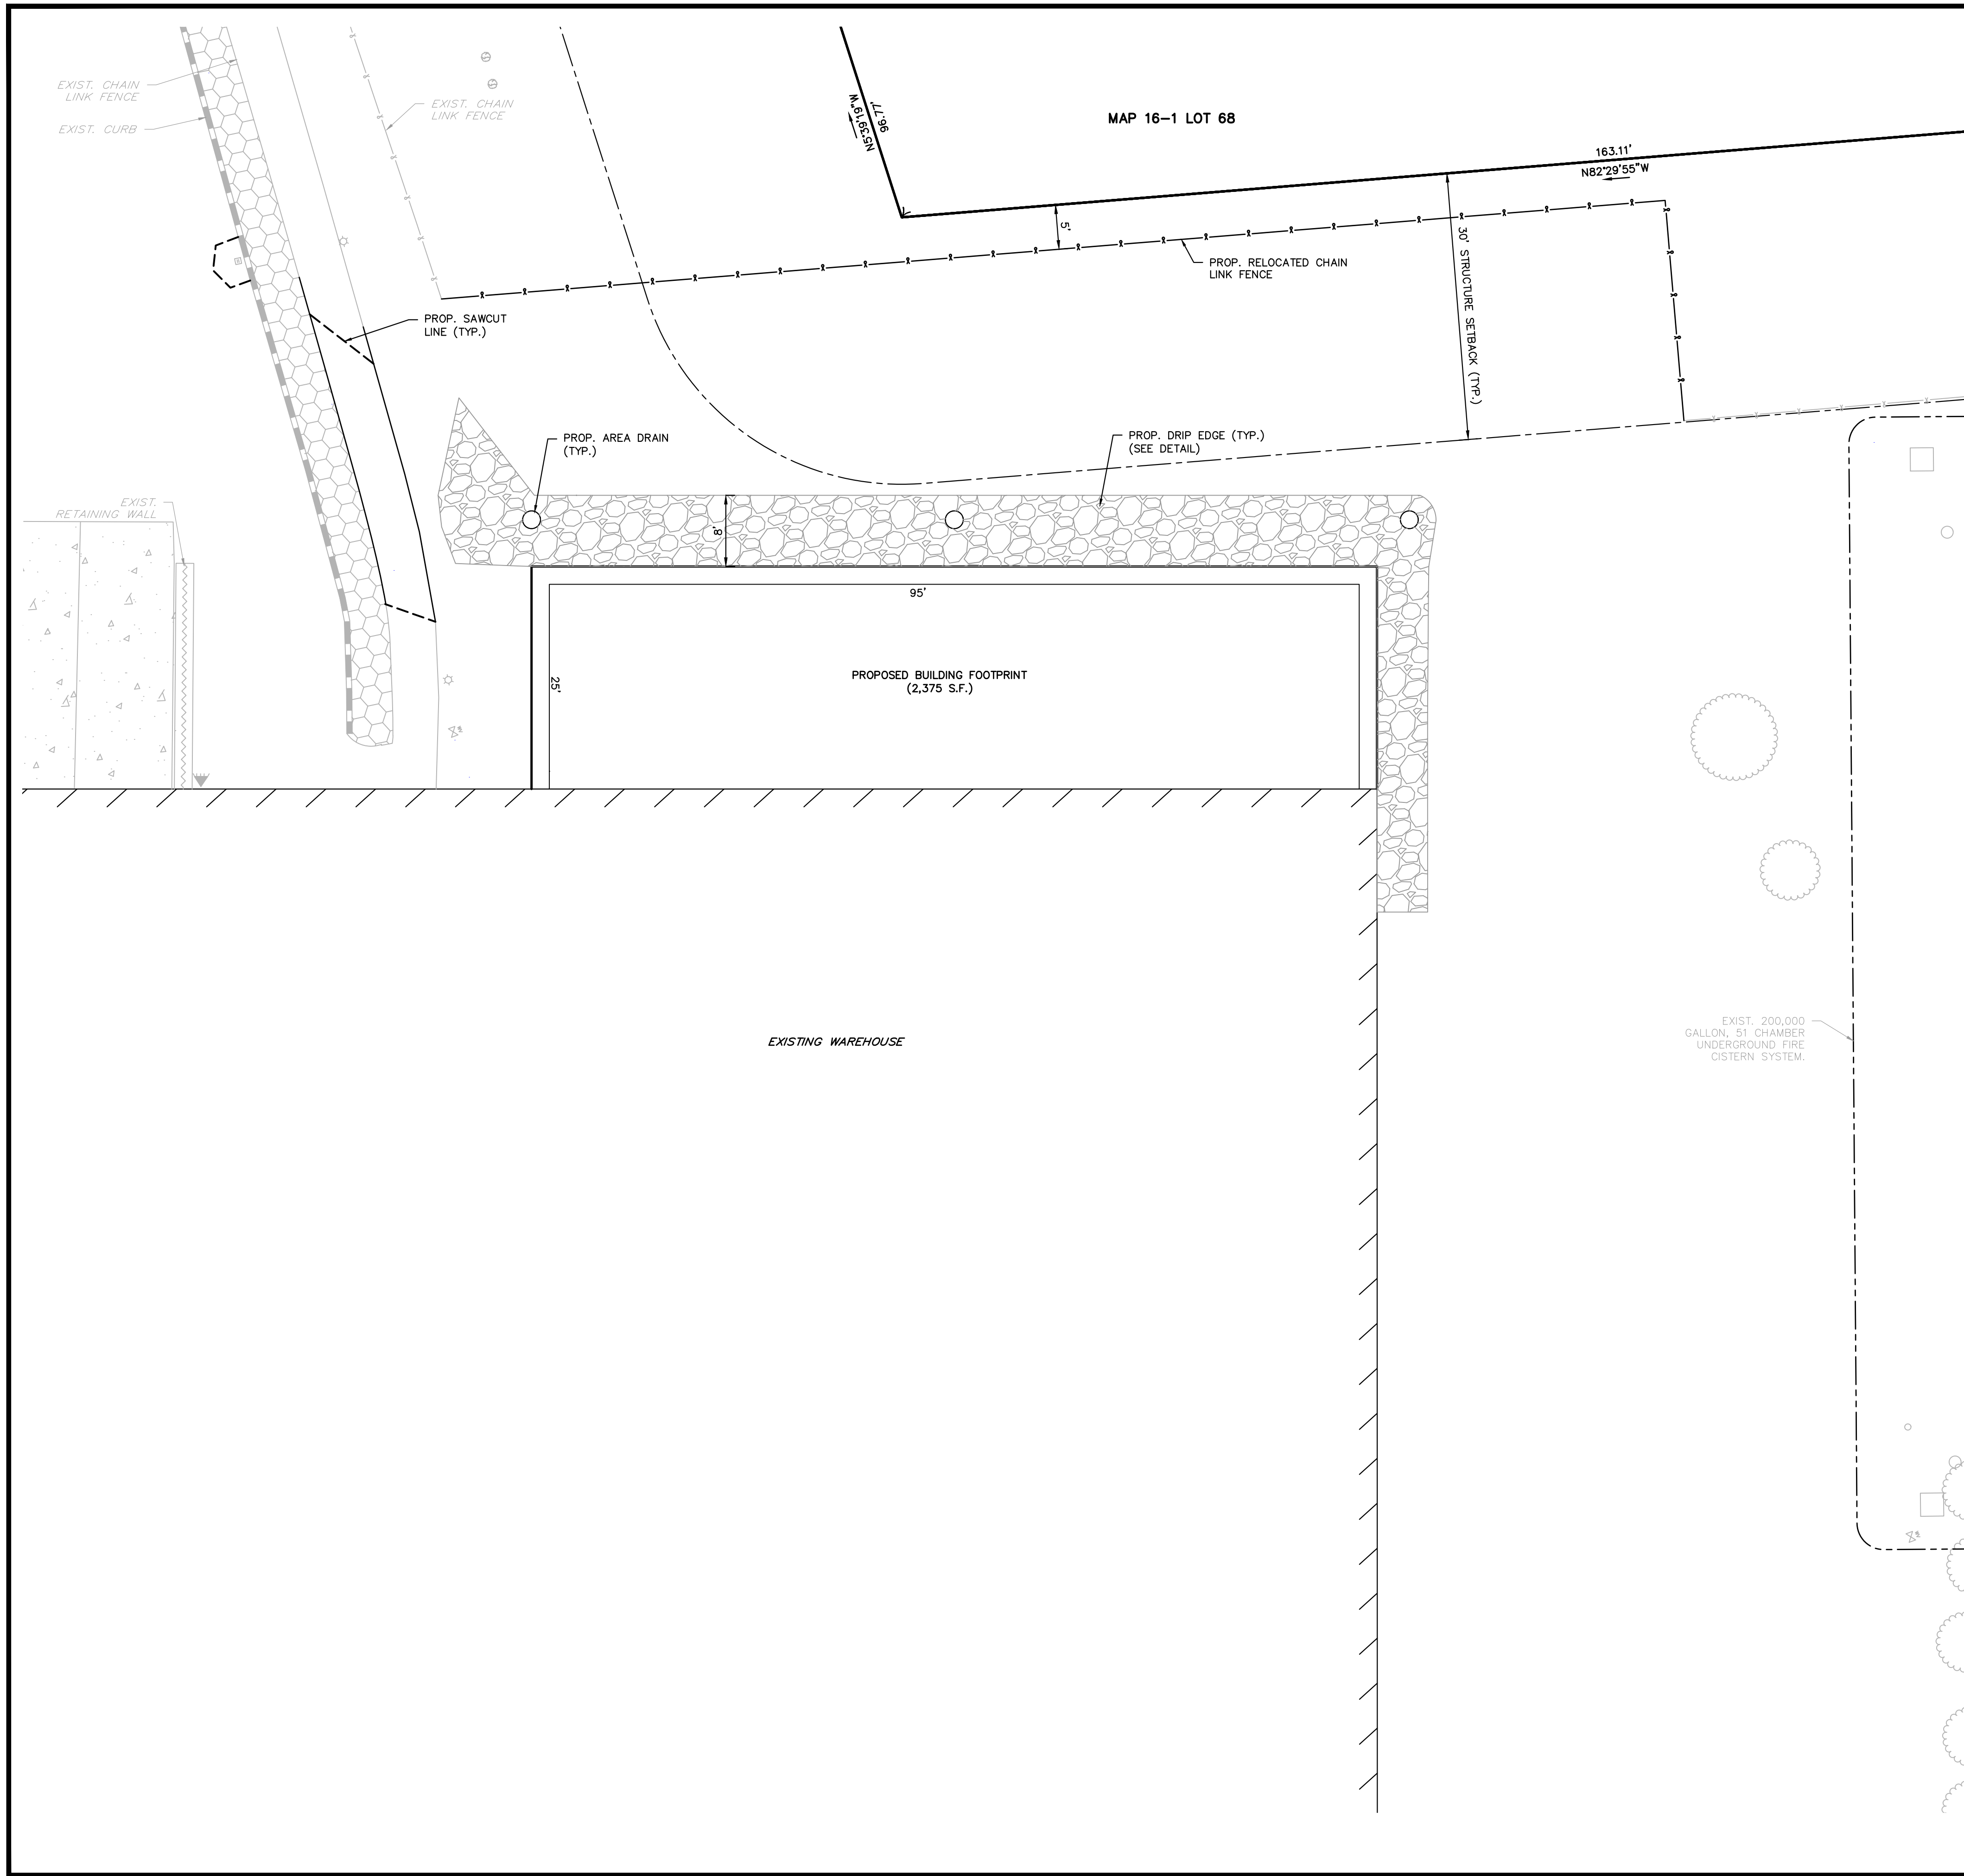 EXIST. CHAIN
LINK FENCE
EXIST. CURB
EXIST. CHAIN
LINK FENCE
N5°39'19"W
96.77'
MAP 16-1 LOT 68
163.11'
N82°29'55"W
5'
PROP. RELOCATED CHAIN
LINK FENCE
30' STRUCTURE SETBACK (TYP.)
PROP. SAWCUT
LINE (TYP.)
PROP. AREA DRAIN
(TYP.)
PROP. DRIP EDGE (TYP.)
(SEE DETAIL)
EXIST.
RETAINING WALL
8'
95'
25'
PROPOSED BUILDING FOOTPRINT
(2,375 S.F.)
EXISTING WAREHOUSE
EXIST. 200,000
GALLON, 51 CHAMBER
UNDERGROUND FIRE
CISTERN SYSTEM.